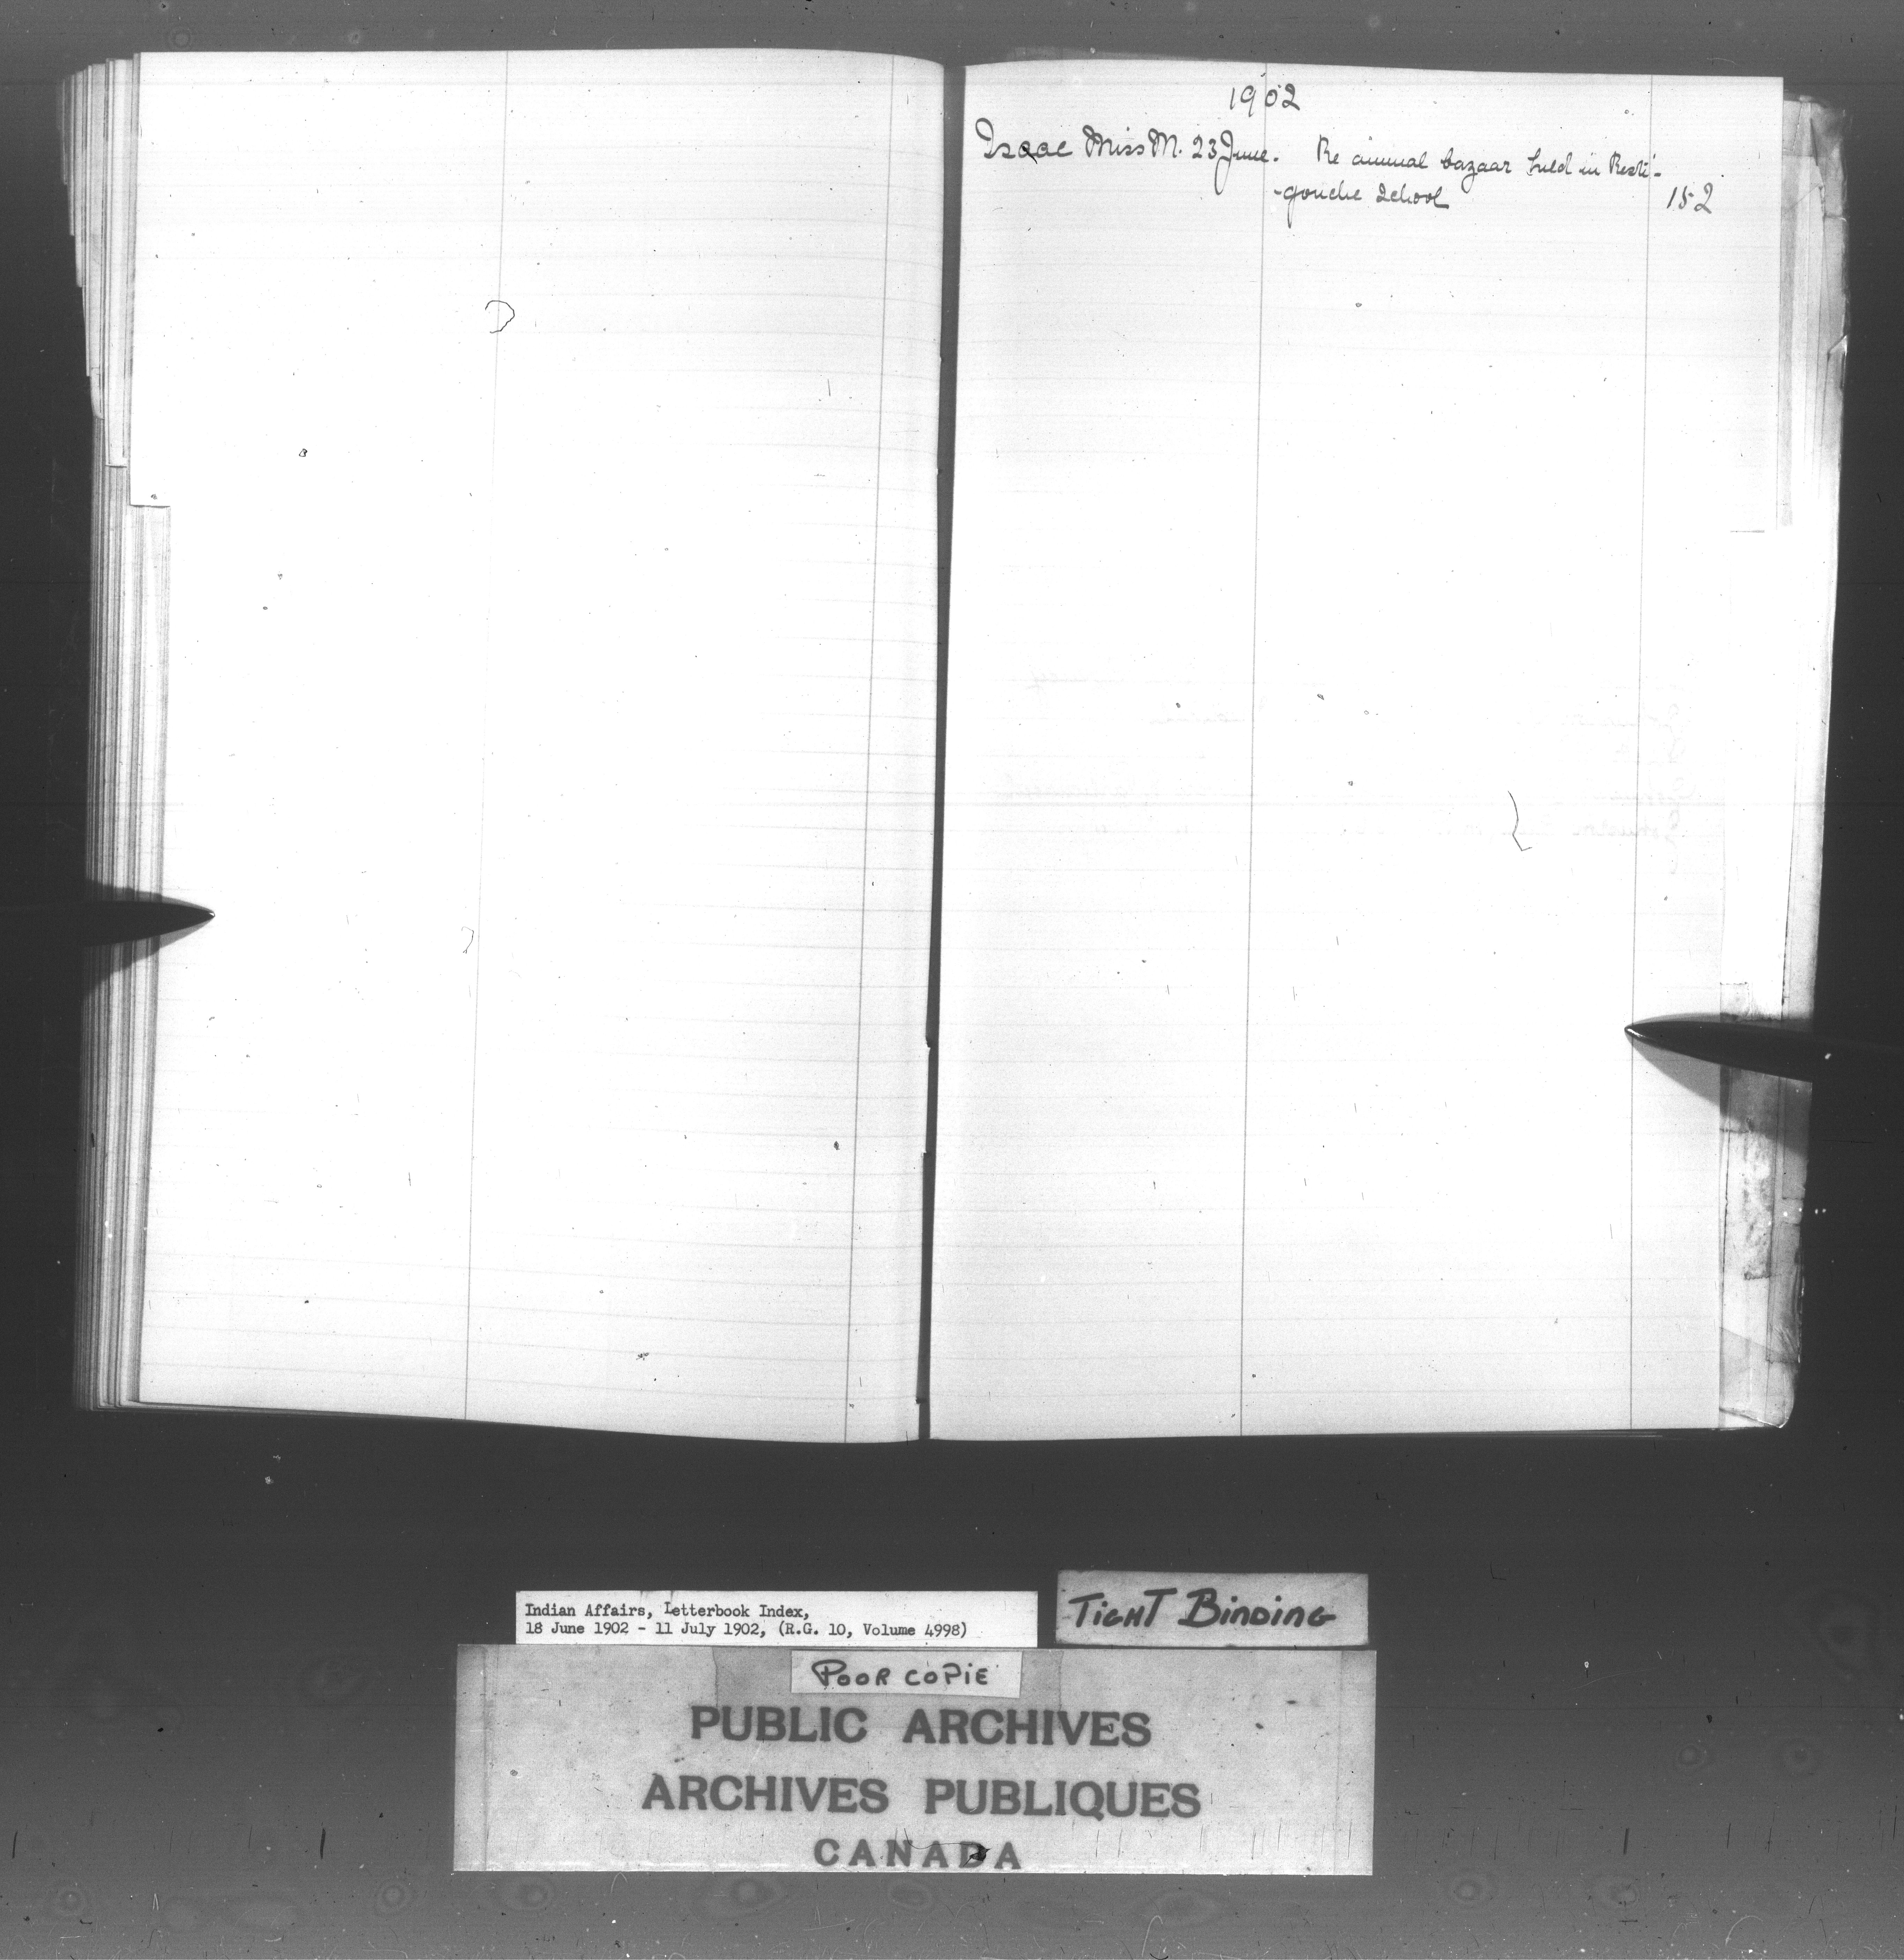 1902
Isaac Miss M. 23 June. Re annual bazaar held in Resti-
-gouche School 152
Indian Affairs, Letterbook Index,
18 June 1902 - 11 July 1902, (R.G. 10, Volume 4998)
TIGHT BINDING
POOR COPIE
PUBLIC ARCHIVES
ARCHIVES PUBLIQUES
CANADA